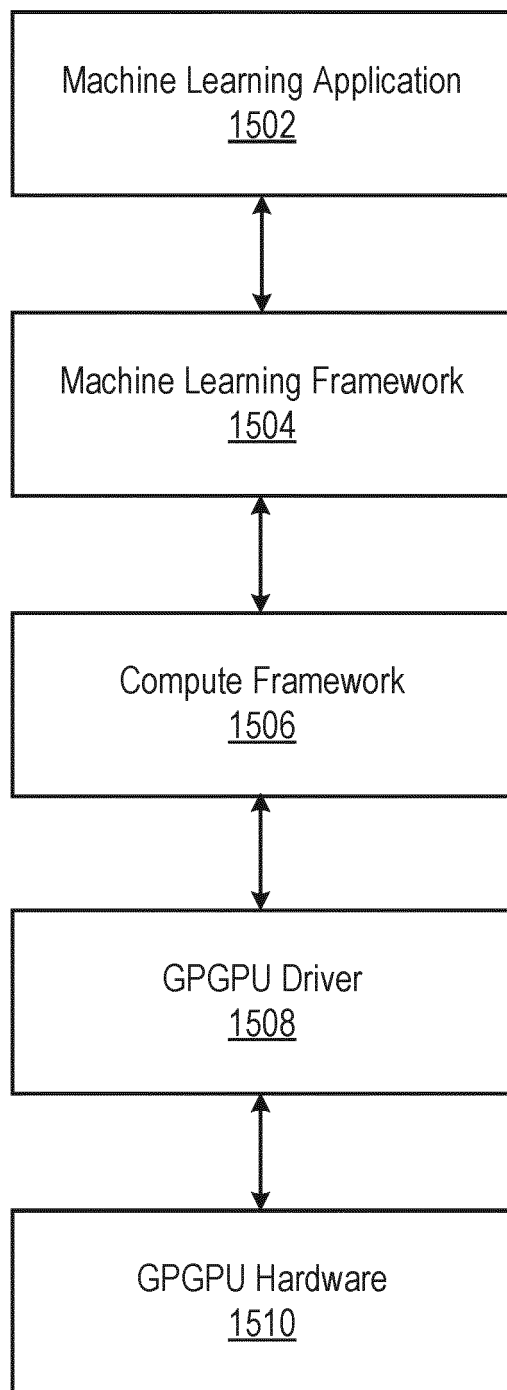 Machine Learning Application
1502
Machine Learning Framework
1504
Compute Framework
1506
GPGPU Driver
1508
GPGPU Hardware
1510